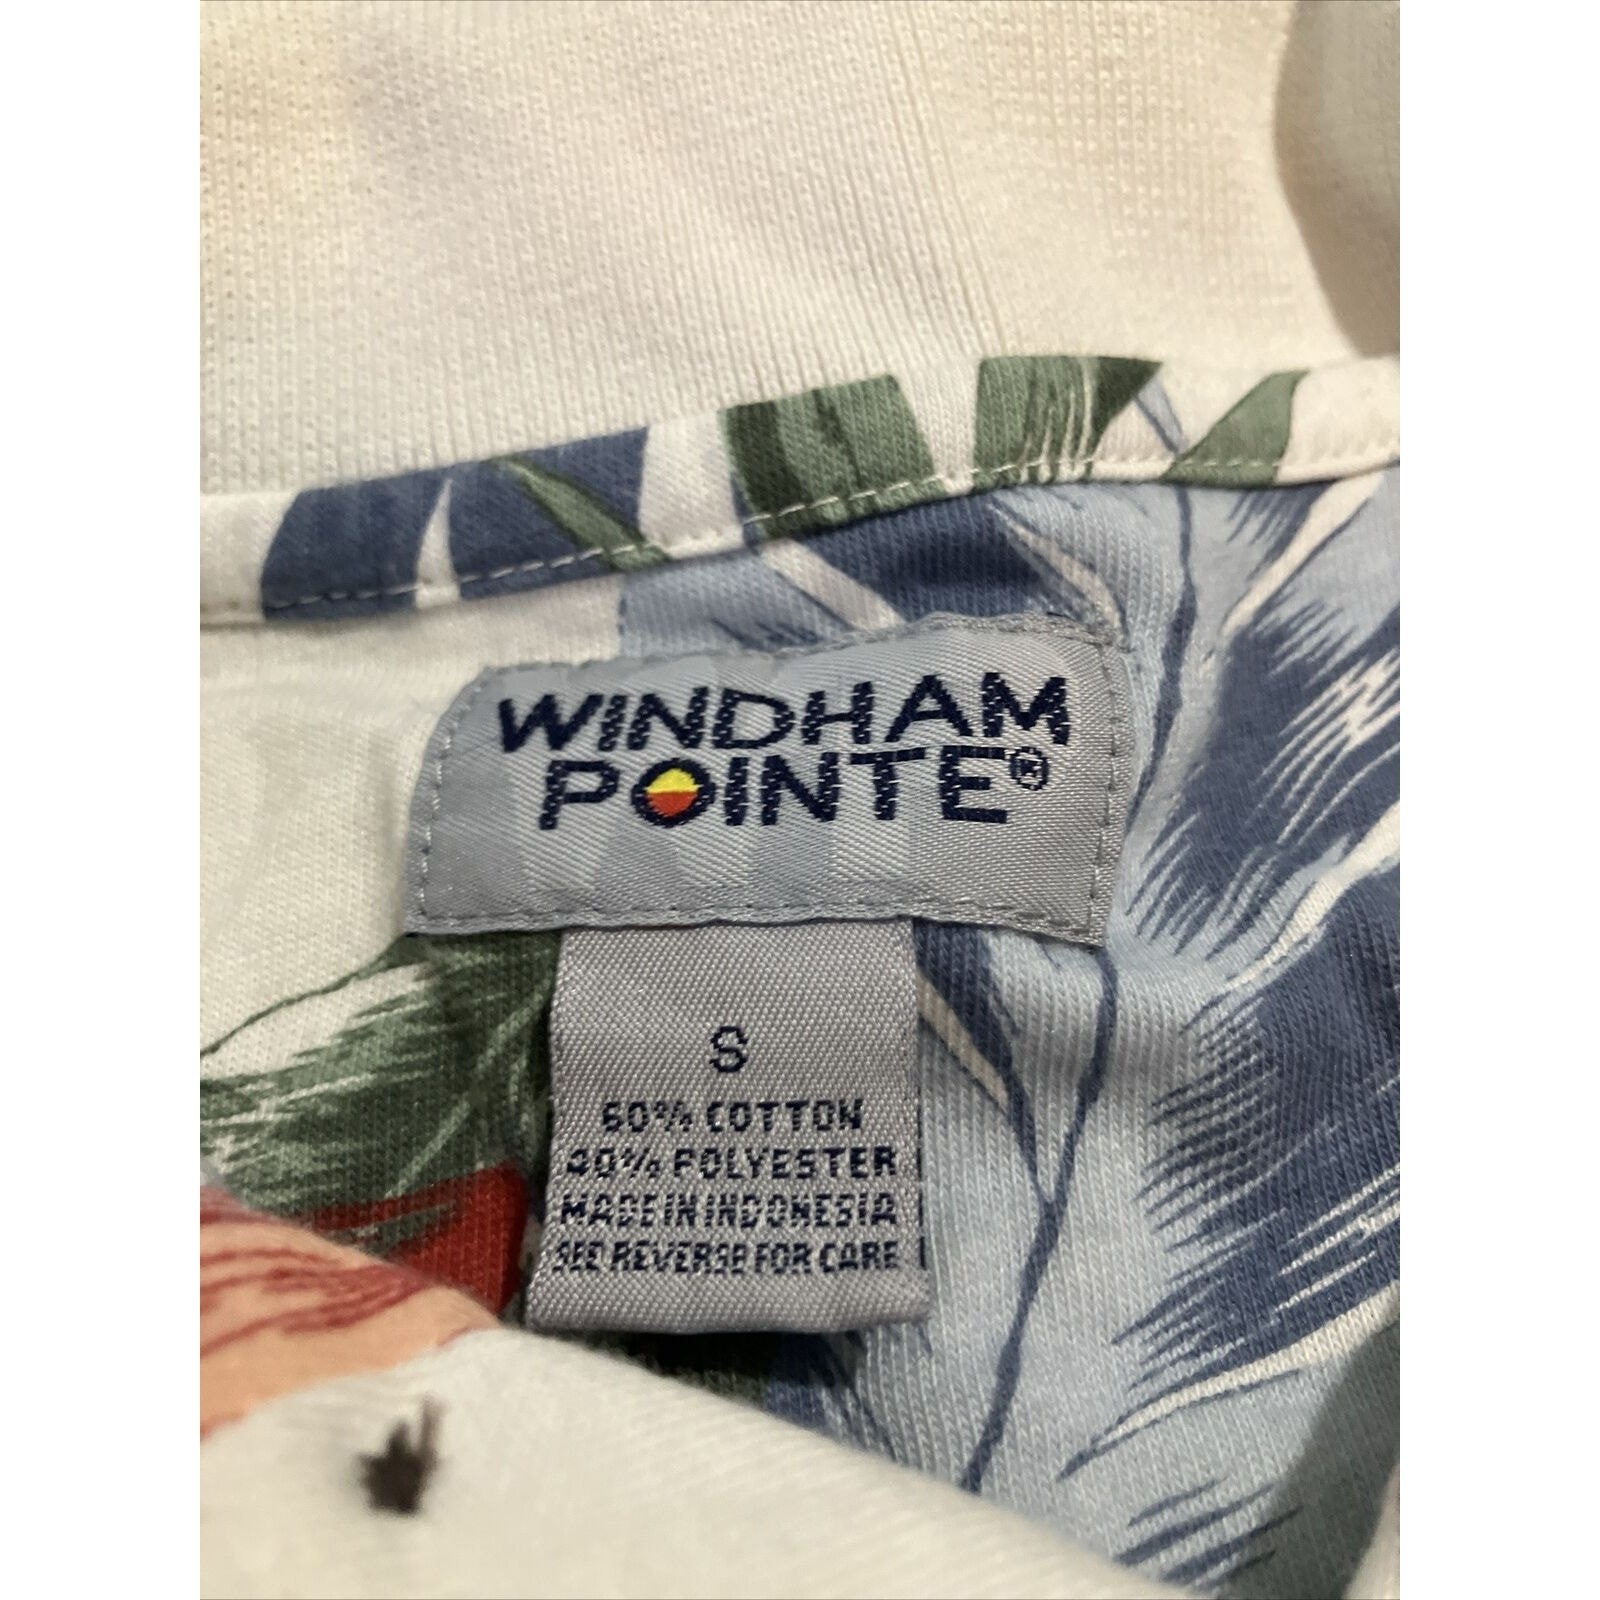 WINDHAM
POINTE®
S
60% COTTON
40% POLYESTER
MADE IN INDONESIA
SEE REVERSE FOR CARE